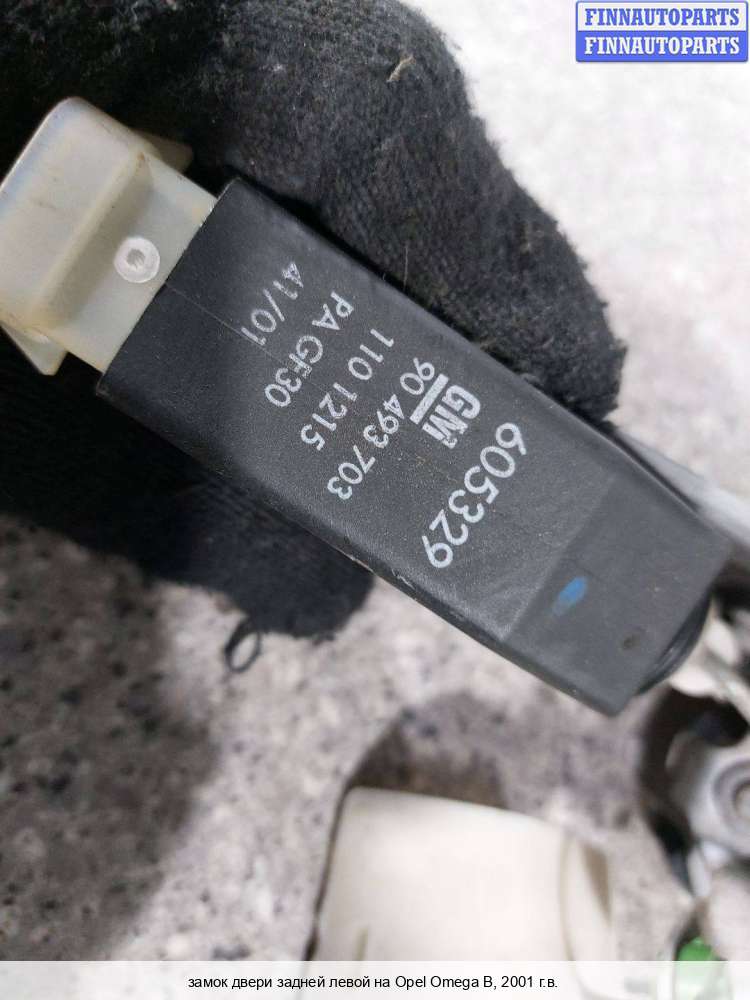 FINNAUTOPARTS
FINNAUTOPARTS
605329
GM
90 493 703
110 1215
PA GF30
41/01
замок двери задней левой на Opel Omega B, 2001 г.в.